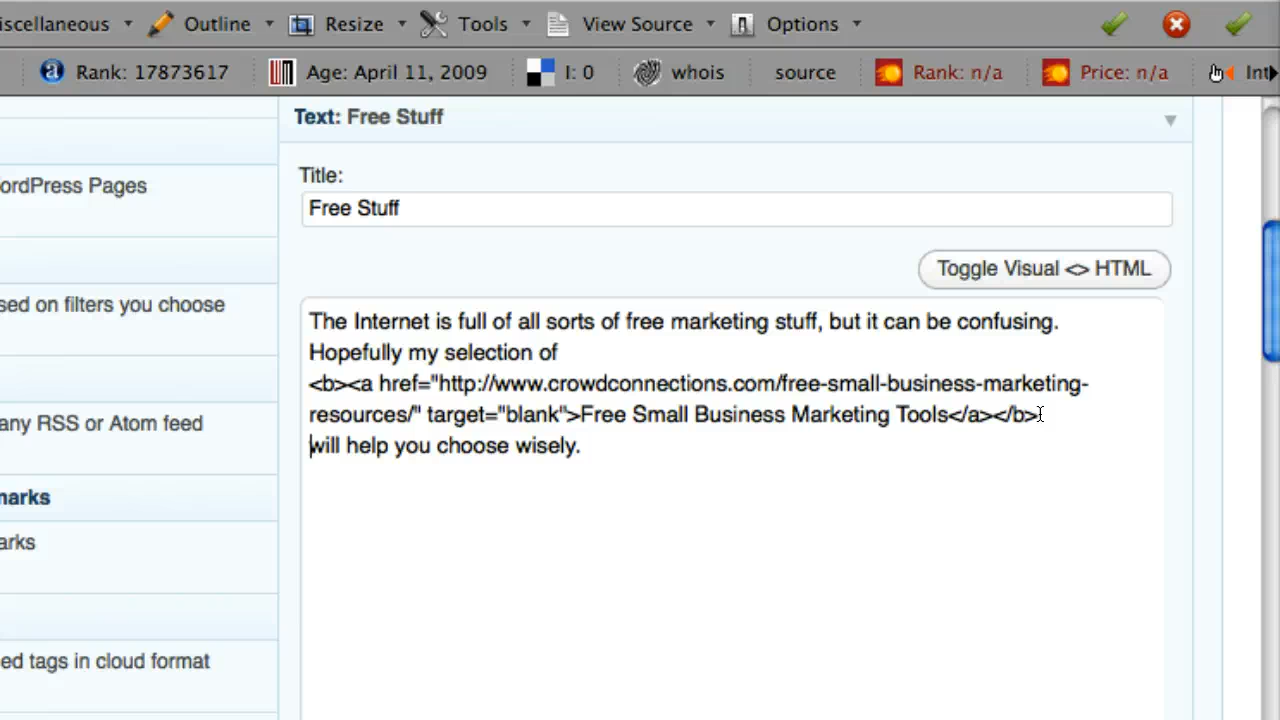 iscellaneous Outline Resize Tools View Source Options
Rank: 17873617 Age: April 11, 2009 I: 0 whois source Rank: n/a Price: n/a Int
Text: Free Stuff
Title:
Free Stuff
Toggle Visual <> HTML
The Internet is full of all sorts of free marketing stuff, but it can be confusing.
Hopefully my selection of
<b><a href="http://www.crowdconnections.com/free-small-business-marketing-
resources/" target="blank">Free Small Business Marketing Tools</a></b>
will help you choose wisely.
ordPress Pages
sed on filters you choose
any RSS or Atom feed
marks
arks
ed tags in cloud format